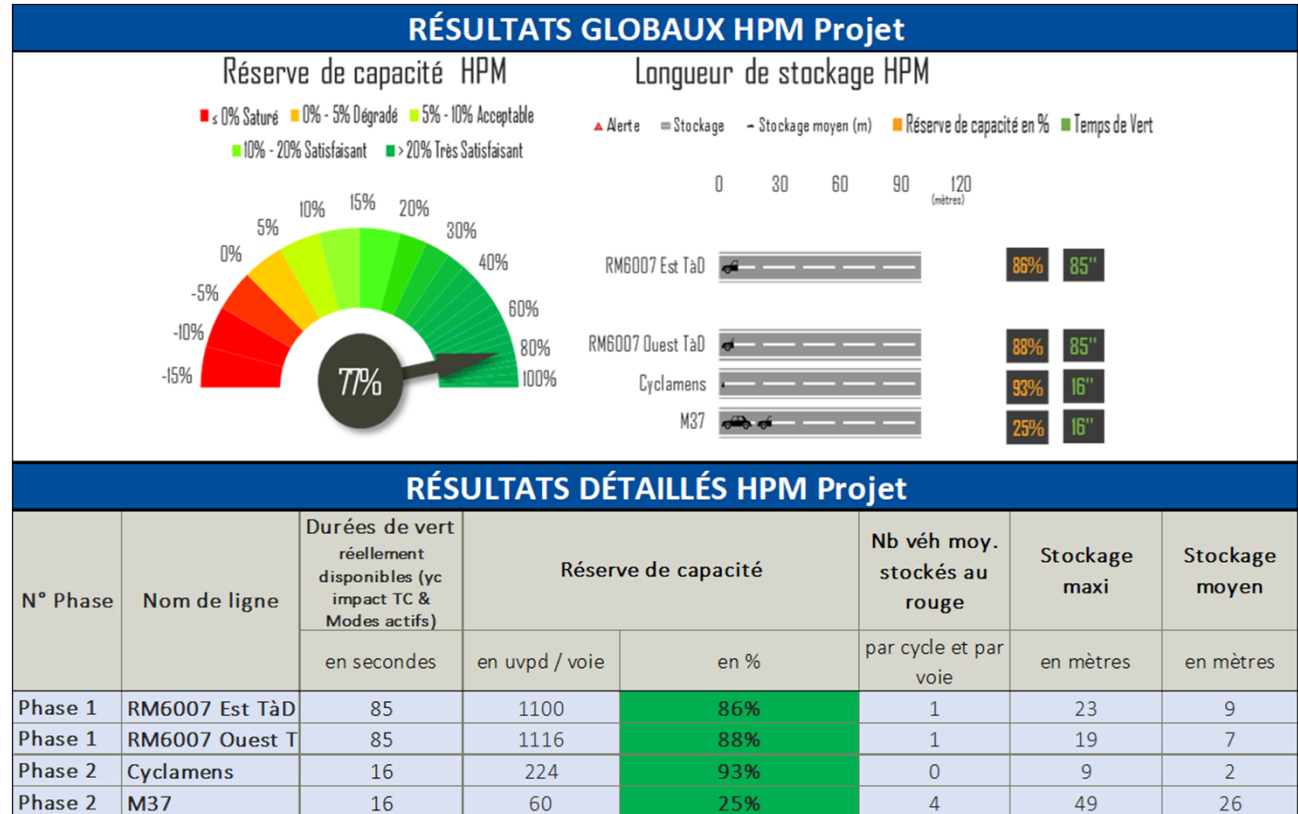 RÉSULTATS GLOBAUX HPM Projet
Réserve de capacité HPM
≤ 0% Saturé 0% - 5% Dégradé 5% - 10% Acceptable
10% - 20% Satisfaisant > 20% Très Satisfaisant
-15%
-10%
-5%
0%
5%
10%
15%
20%
30%
40%
60%
80%
100%
77%
Longueur de stockage HPM
Alerte Stockage Stockage moyen (m) Réserve de capacité en % Temps de Vert
0 30 60 90 120
(mètres)
RM6007 Est TàD 86% 85"
RM6007 Ouest TàD 88% 85"
Cyclamens 93% 16"
M37 25% 16"
RÉSULTATS DÉTAILLÉS HPM Projet
N° Phase
Nom de ligne
Durées de vert
réellement
disponibles (yc
impact TC &
Modes actifs)
en secondes
Réserve de capacité
en uvpd / voie
en %
Nb véh moy.
stockés au
rouge
par cycle et par
voie
Stockage
maxi
en mètres
Stockage
moyen
en mètres
Phase 1 RM6007 Est TàD 85 1100 86% 1 23 9
Phase 1 RM6007 Ouest T 85 1116 88% 1 19 7
Phase 2 Cyclamens 16 224 93% 0 9 2
Phase 2 M37 16 60 25% 4 49 26